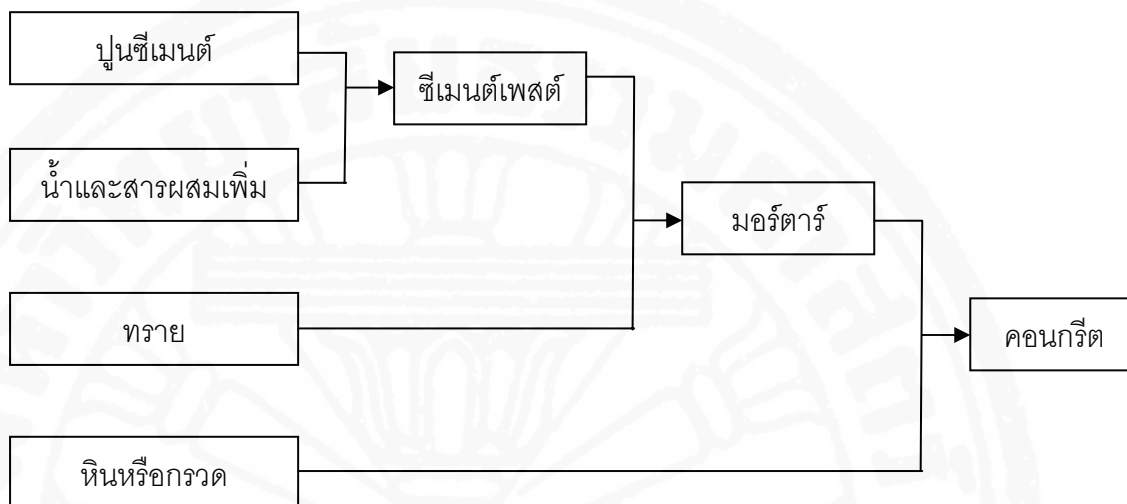 ปูนซีเมนต์
ซีเมนต์เพสต์
น้ำและสารผสมเพิ่ม
มอร์ตาร์
ทราย
คอนกรีต
หินหรือกรวด